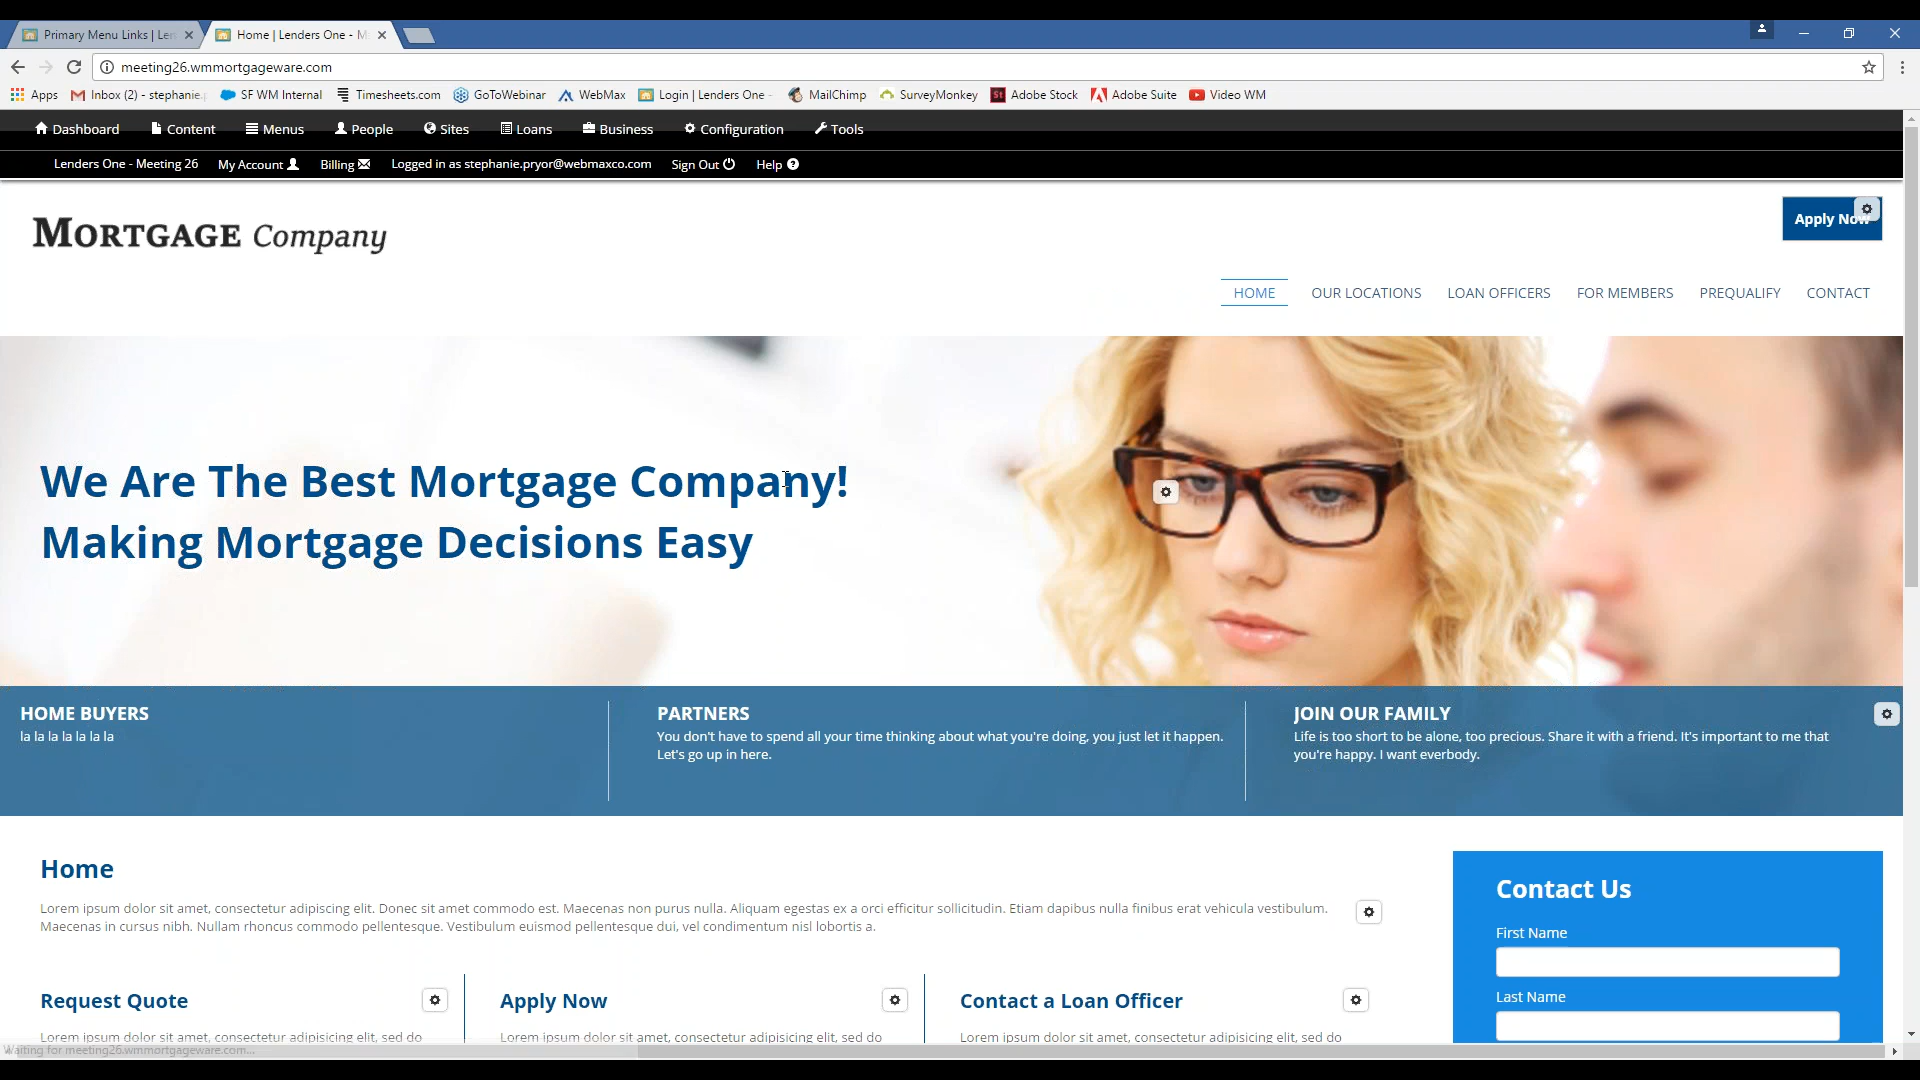 Primary Menu Links | Len
Home | Lenders One - M
meeting26.wmmortgageware.com
Apps
Inbox (2) - stephanie.p
SF WM Internal
Timesheets.com
GoToWebinar
WebMax
Login | Lenders One -
MailChimp
SurveyMonkey
Adobe Stock
Adobe Suite
Video WM
Dashboard
Content
Menus
People
Sites
Loans
Business
Configuration
Tools
Lenders One - Meeting 26
My Account
Billing
Logged in as stephanie.pryor@webmaxco.com
Sign Out
Help
MORTGAGE Company
Apply Now
HOME
OUR LOCATIONS
LOAN OFFICERS
FOR MEMBERS
PREQUALIFY
CONTACT
We Are The Best Mortgage Company!
Making Mortgage Decisions Easy
HOME BUYERS
la la la la la la la
PARTNERS
You don't have to spend all your time thinking about what you're doing, you just let it happen.
Let's go up in here.
JOIN OUR FAMILY
Life is too short to be alone, too precious. Share it with a friend. It's important to me that
you're happy. I want everbody.
Home
Lorem ipsum dolor sit amet, consectetur adipiscing elit. Donec sit amet commodo est. Maecenas non purus nulla. Aliquam egestas ex a orci efficitur sollicitudin. Etiam dapibus nulla finibus erat vehicula vestibulum.
Maecenas in cursus nibh. Nullam rhoncus commodo pellentesque. Vestibulum euismod pellentesque dui, vel condimentum nisl lobortis a.
Contact Us
First Name
Last Name
Request Quote
Lorem ipsum dolor sit amet, consectetur adipisicing elit, sed do
Apply Now
Lorem ipsum dolor sit amet, consectetur adipisicing elit, sed do
Contact a Loan Officer
Lorem ipsum dolor sit amet, consectetur adipisicing elit, sed do
Waiting for meeting26.wmmortgageware.com...